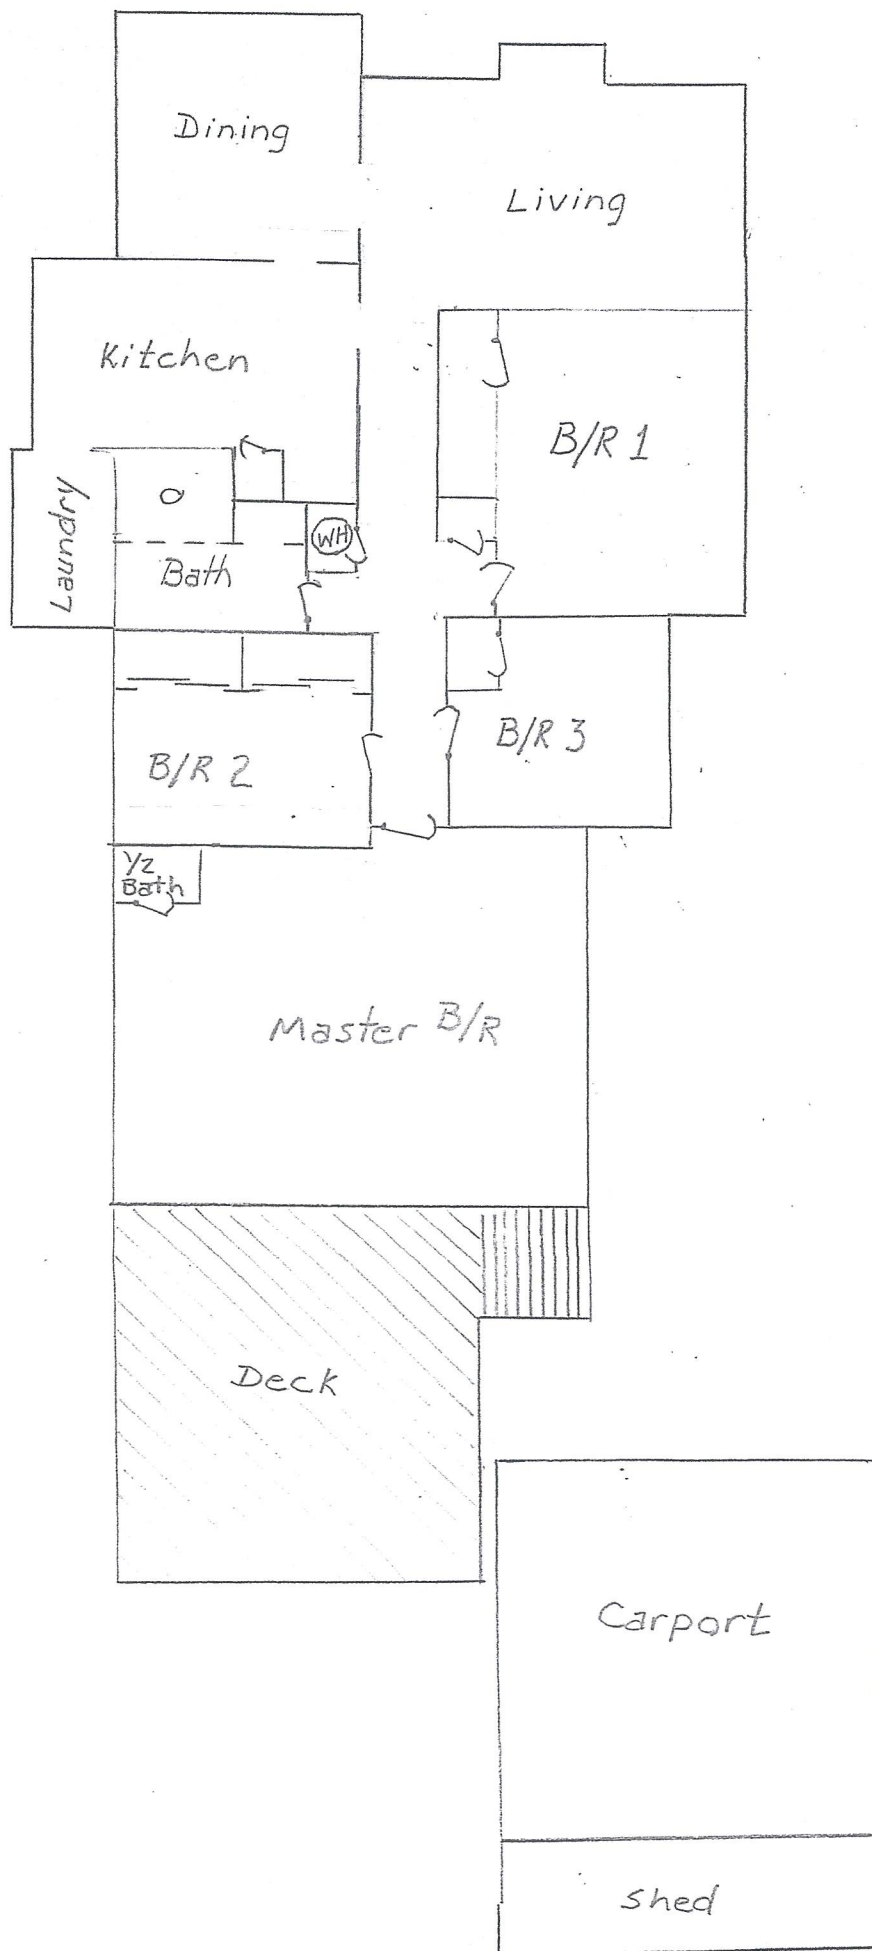 Dining
Living
Kitchen
B/R 1
Laundry
WH
Bath
B/R 2
B/R 3
1/2
Bath
Master B/R
Deck
Carport
Shed